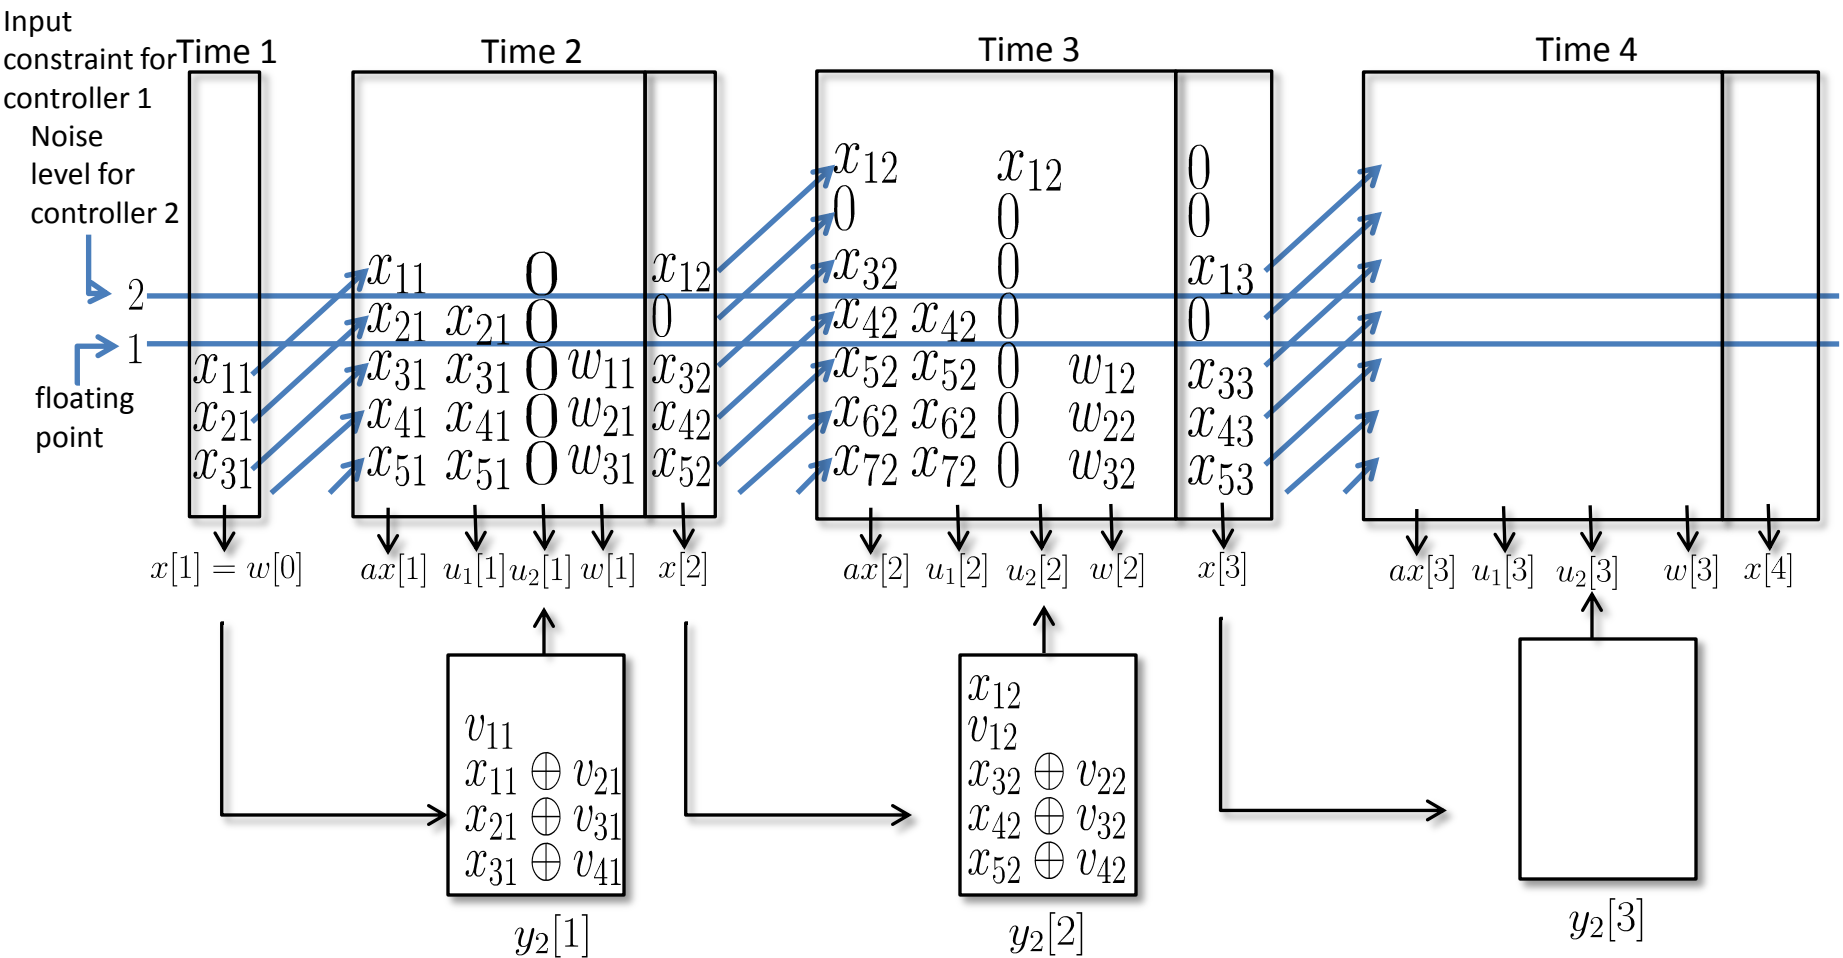 Input
constraint for
controller 1
Noise
level for
controller 2
2
1
floating
point
Time 1
x₁₁
x₂₁
x₃₁
x[1] = w[0]
Time 2
x₁₁ 0 x₁₂
x₂₁ x₂₁ 0 0
x₃₁ x₃₁ 0 w₁₁ x₃₂
x₄₁ x₄₁ 0 w₂₁ x₄₂
x₅₁ x₅₁ 0 w₃₁ x₅₂
ax[1] u₁[1] u₂[1] w[1] x[2]
Time 3
x₁₂ x₁₂ 0
0 0 0
x₃₂ 0 x₁₃
x₄₂ x₄₂ 0 0
x₅₂ x₅₂ 0 w₁₂ x₃₃
x₆₂ x₆₂ 0 w₂₂ x₄₃
x₇₂ x₇₂ 0 w₃₂ x₅₃
ax[2] u₁[2] u₂[2] w[2] x[3]
Time 4
ax[3] u₁[3] u₂[3] w[3] x[4]
v₁₁
x₁₁ ⊕ v₂₁
x₂₁ ⊕ v₃₁
x₃₁ ⊕ v₄₁
y₂[1]
x₁₂
v₁₂
x₃₂ ⊕ v₂₂
x₄₂ ⊕ v₃₂
x₅₂ ⊕ v₄₂
y₂[2]
y₂[3]